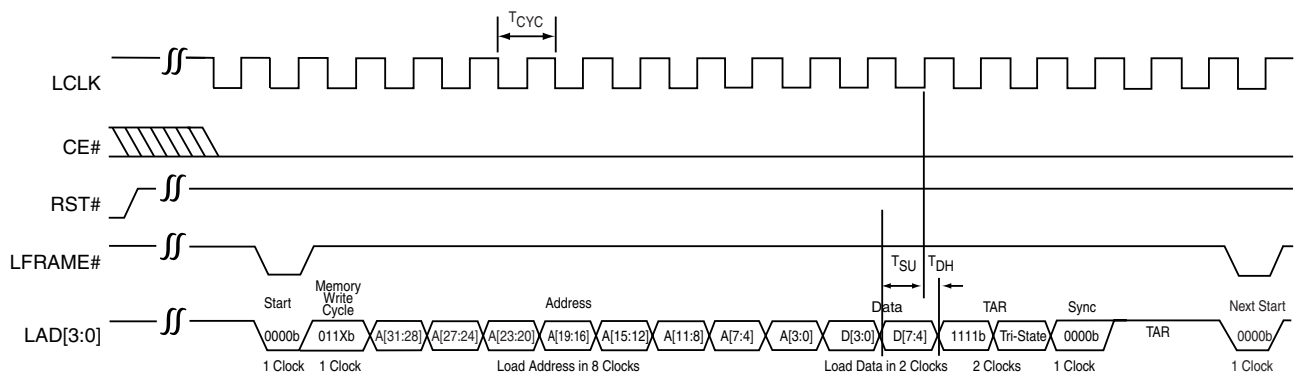 TCYC
LCLK
CE#
RST#
LFRAME#
TSU TDH
Start Memory Write Cycle Address Data TAR Sync Next Start
LAD[3:0] 0000b 011Xb A[31:28] A[27:24] A[23:20] A[19:16] A[15:12] A[11:8] A[7:4] A[3:0] D[3:0] D[7:4] 1111b Tri-State 0000b TAR 0000b
1 Clock 1 Clock Load Address in 8 Clocks Load Data in 2 Clocks 2 Clocks 1 Clock 1 Clock